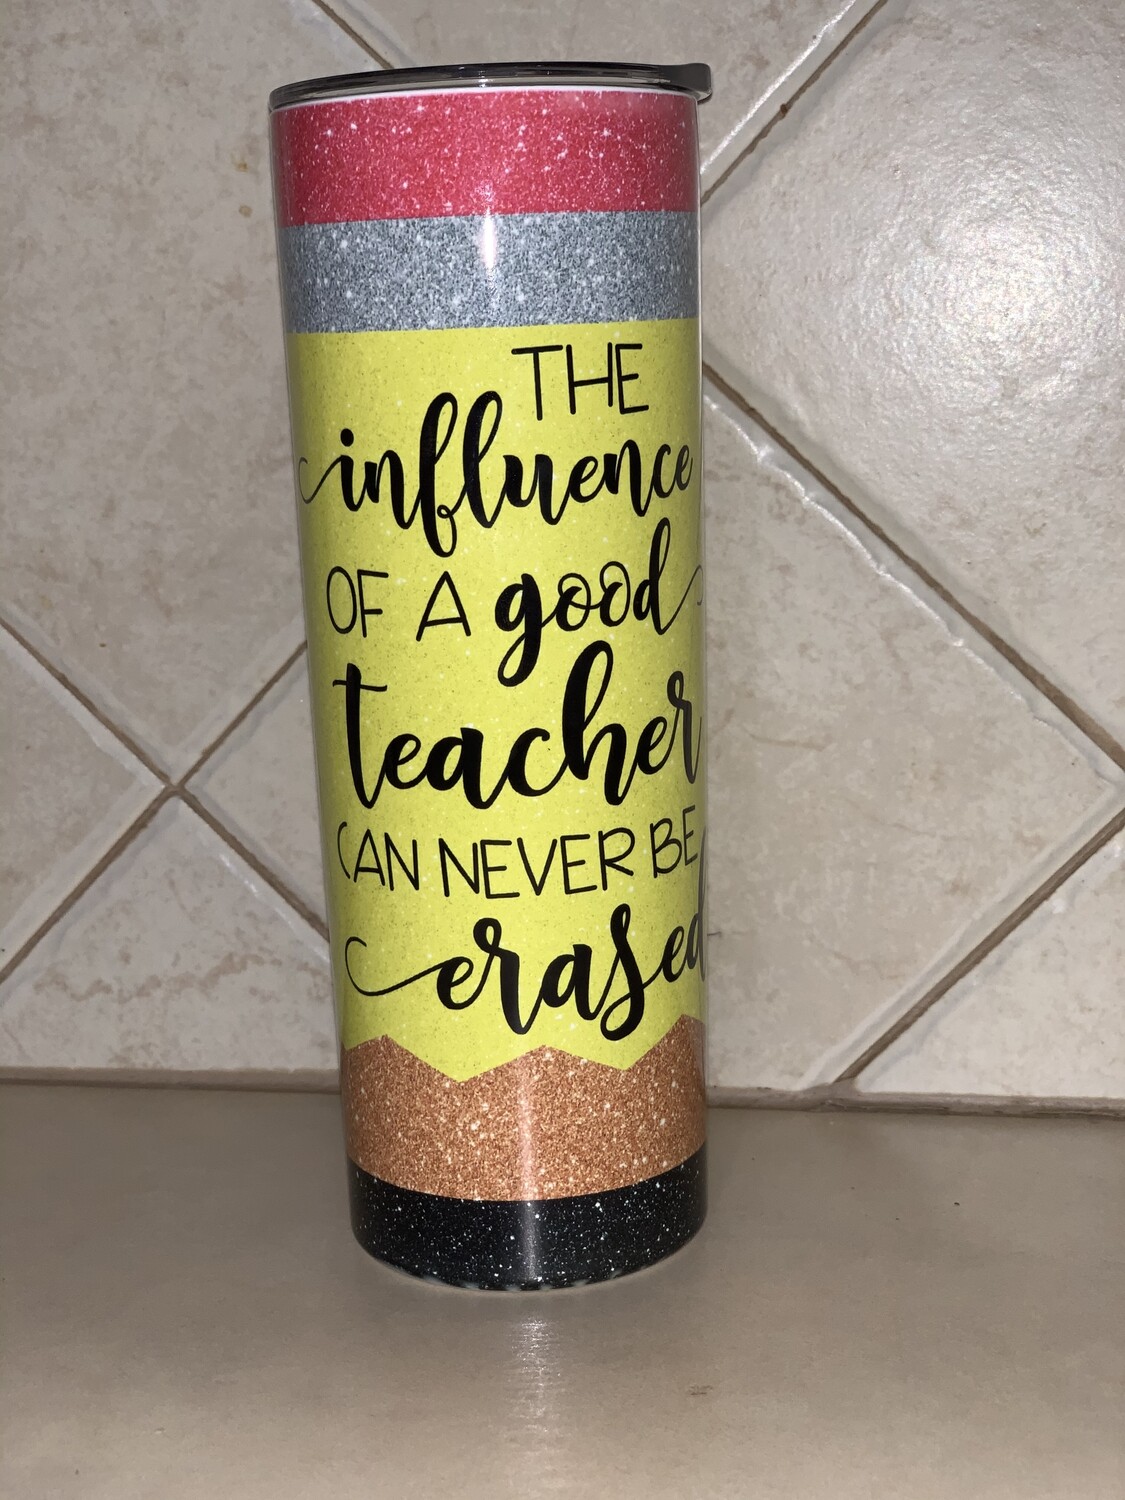 THE
influence
OF A good
teacher
CAN NEVER BE
erased